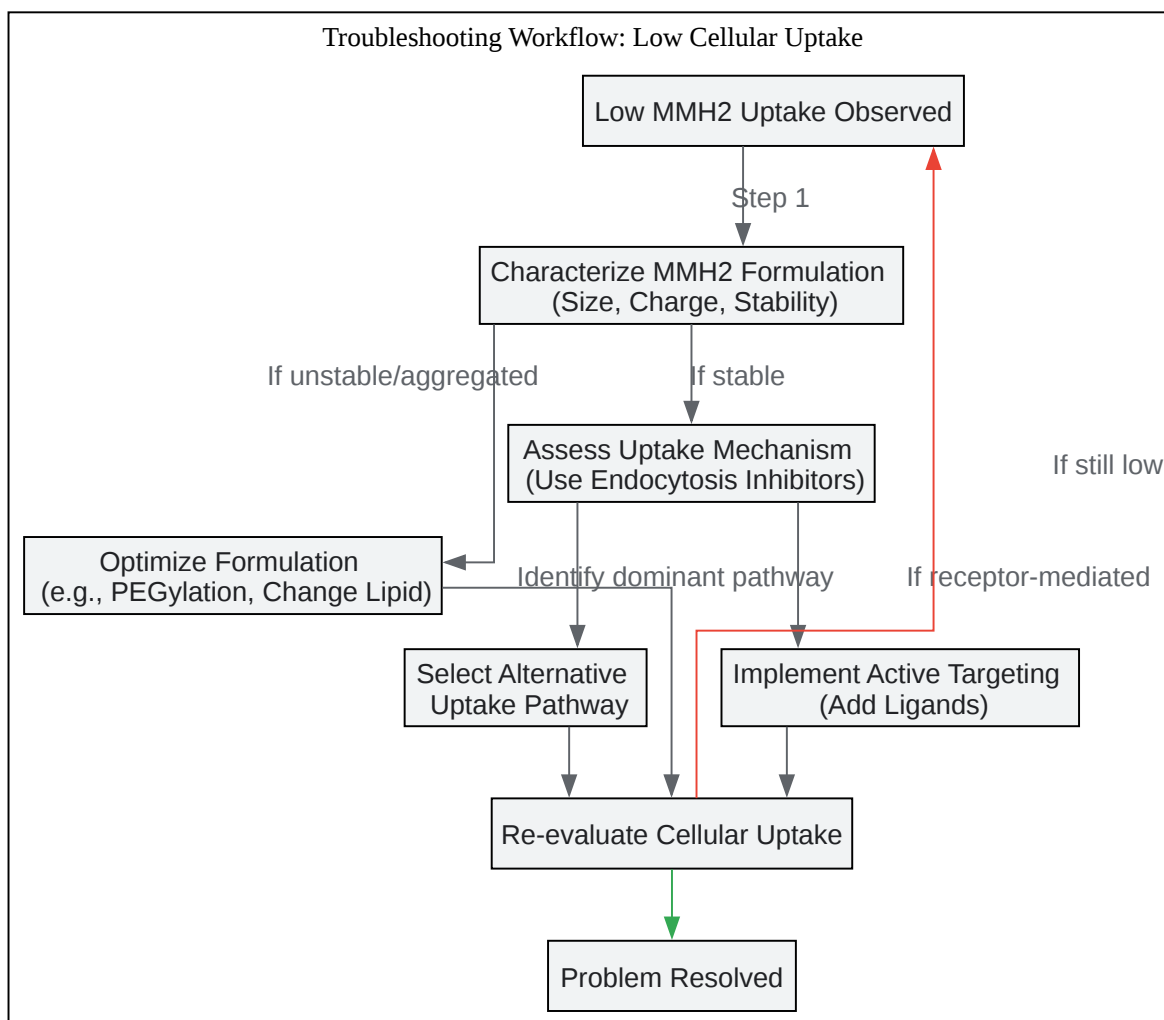 Troubleshooting Workflow: Low Cellular Uptake
Low MMH2 Uptake Observed
Step 1
Characterize MMH2 Formulation
(Size, Charge, Stability)
If unstable/aggregated
If stable
Assess Uptake Mechanism
(Use Endocytosis Inhibitors)
If still low
Optimize Formulation
(e.g., PEGylation, Change Lipid)
Identify dominant pathway
If receptor-mediated
Select Alternative
Uptake Pathway
Implement Active Targeting
(Add Ligands)
Re-evaluate Cellular Uptake
Problem Resolved